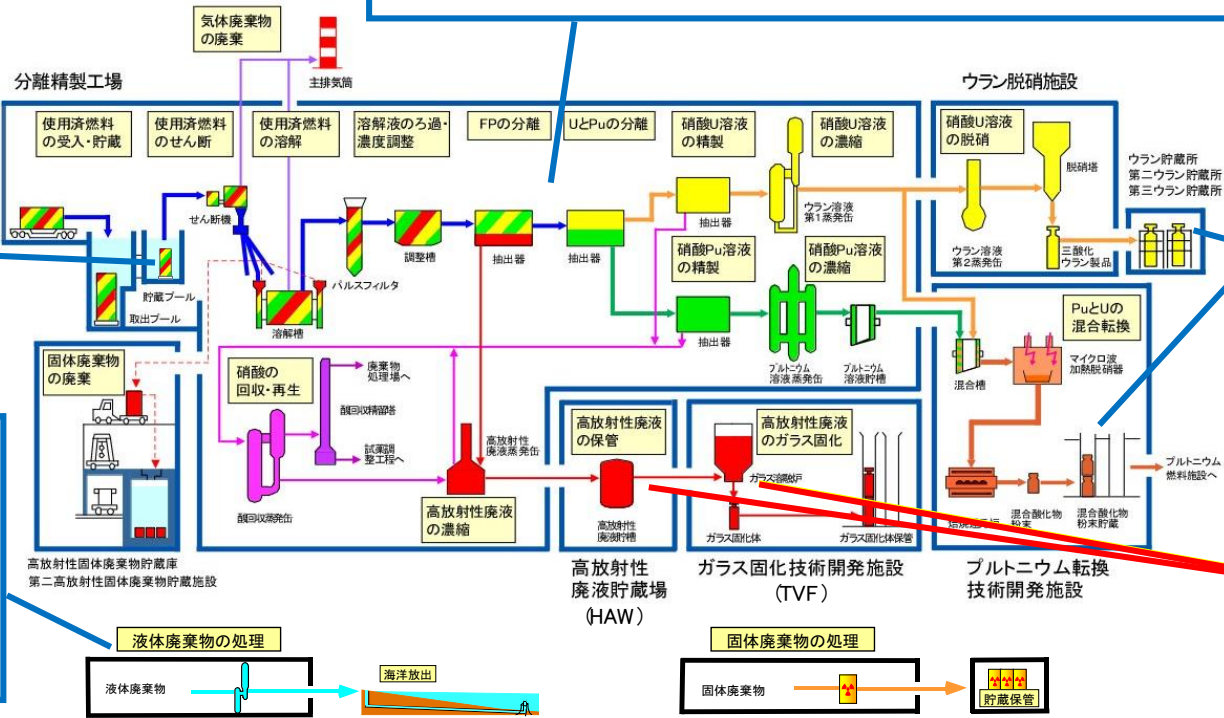 気体廃棄物
の廃棄
主排気筒
分離精製工場
ウラン脱硝施設
使用済燃料
の受入・貯蔵
使用済燃料
のせん断
使用済燃料
の溶解
溶解液のろ過・
濃度調整
FPの分離
UとPuの分離
硝酸U溶液
の精製
硝酸U溶液
の濃縮
硝酸U溶液
の脱硝
脱硝塔
ウラン貯蔵所
第二ウラン貯蔵所
第三ウラン貯蔵所
せん断機
抽出器
ウラン溶液
第1蒸発缶
ウラン溶液
第2蒸発缶
三酸化
ウラン製品
調整槽
抽出器
抽出器
硝酸Pu溶液
の精製
硝酸Pu溶液
の濃縮
パルスフィルタ
貯蔵プール
取出プール
溶解槽
抽出器
プルトニウム
溶液蒸発缶
プルトニウム
溶液貯槽
PuとUの
混合転換
混合槽
マイクロ波
加熱脱硝器
固体廃棄物
の廃棄
硝酸の
回収・再生
廃棄物
処理場へ
酸回収精留塔
試薬調
整工程へ
酸回収蒸発缶
高放射性
廃液蒸発缶
高放射性廃液
の濃縮
高放射性廃液
の保管
高放射性
廃液貯槽
高放射性廃液
のガラス固化
ガラス溶融炉
ガラス固化体
ガラス固化体保管
混合酸化物
粉末
混合酸化物
粉末貯蔵
プルトニウム
燃料施設へ
高放射性固体廃棄物貯蔵庫
第二高放射性固体廃棄物貯蔵施設
高放射性
廃液貯蔵場
(HAW)
ガラス固化技術開発施設
(TVF)
プルトニウム転換
技術開発施設
液体廃棄物の処理
液体廃棄物
海洋放出
固体廃棄物の処理
固体廃棄物
貯蔵保管